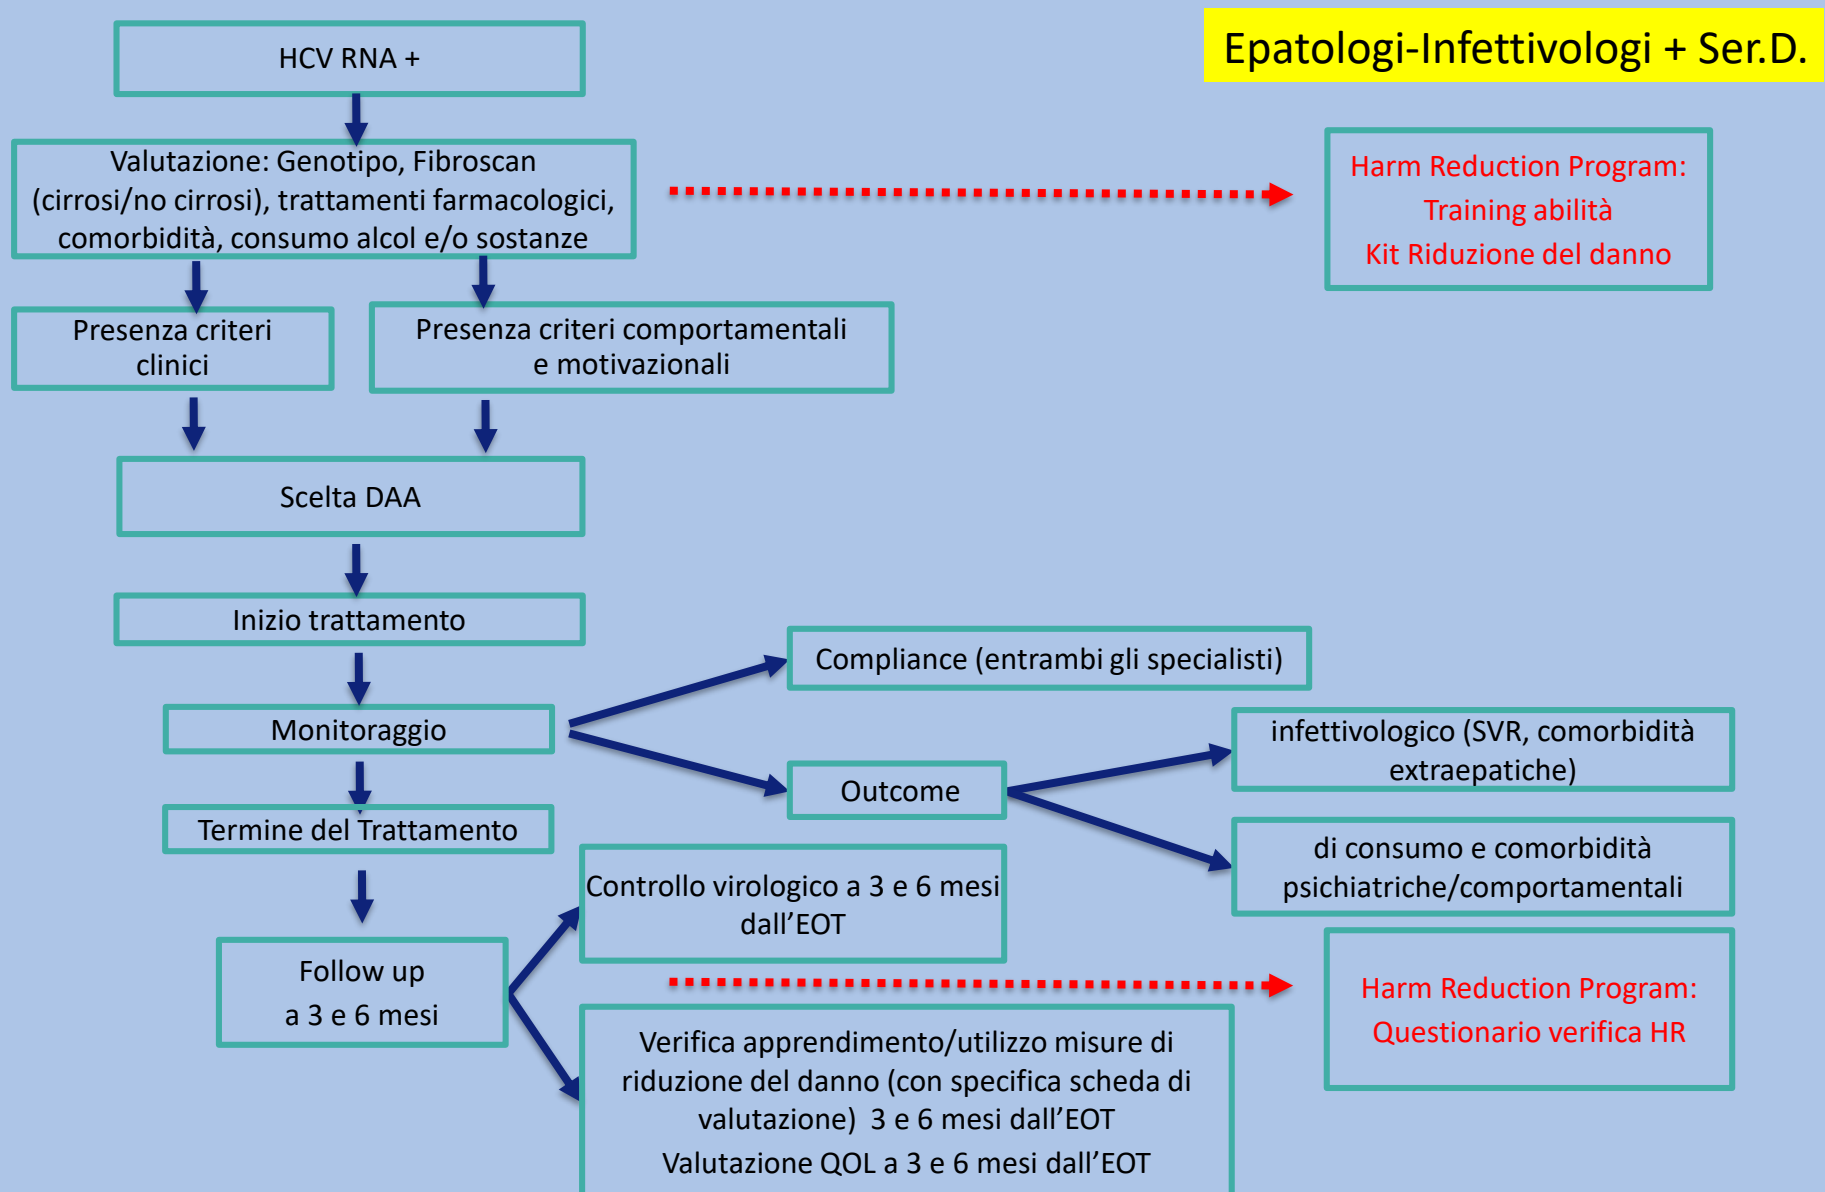 Epatologi-Infettivologi + Ser.D.
HCV RNA +
Valutazione: Genotipo, Fibroscan
(cirrosi/no cirrosi), trattamenti farmacologici,
comorbidità, consumo alcol e/o sostanze
Harm Reduction Program:
Training abilità
Kit Riduzione del danno
Presenza criteri
clinici
Presenza criteri comportamentali
e motivazionali
Scelta DAA
Inizio trattamento
Monitoraggio
Compliance (entrambi gli specialisti)
Outcome
infettivologico (SVR, comorbidità
extraepatiche)
di consumo e comorbidità
psichiatriche/comportamentali
Termine del Trattamento
Follow up
a 3 e 6 mesi
Controllo virologico a 3 e 6 mesi
dall’EOT
Harm Reduction Program:
Questionario verifica HR
Verifica apprendimento/utilizzo misure di
riduzione del danno (con specifica scheda di
valutazione) 3 e 6 mesi dall’EOT
Valutazione QOL a 3 e 6 mesi dall’EOT